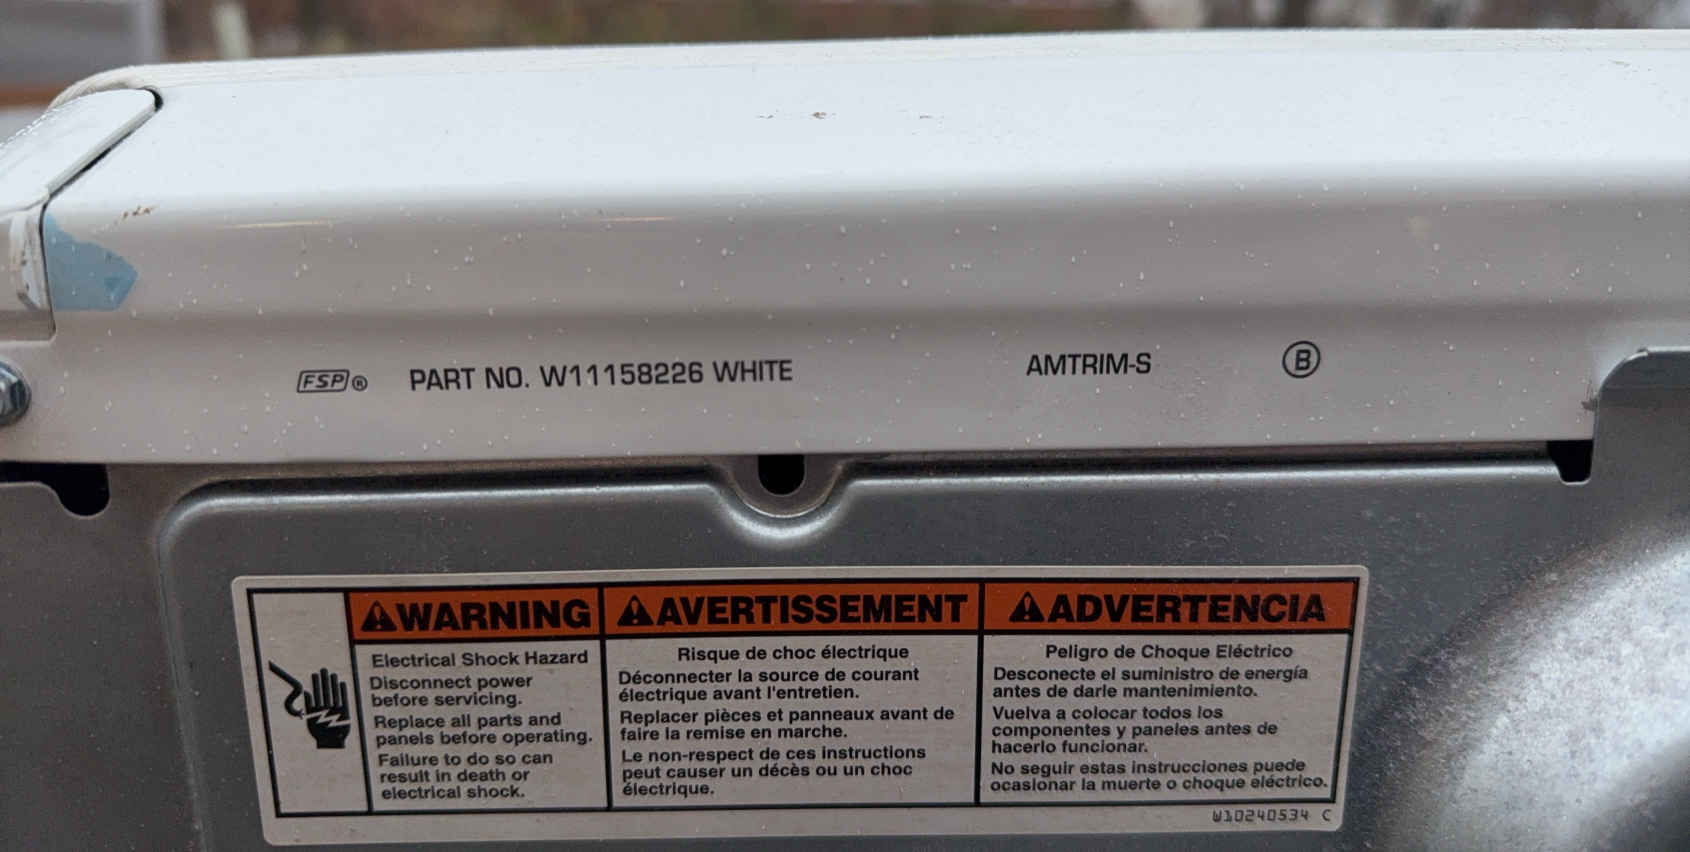 FSP® PART NO. W11158226 WHITE AMTRIM-S B
WARNING
Electrical Shock Hazard
Disconnect power
before servicing.
Replace all parts and
panels before operating.
Failure to do so can
result in death or
electrical shock.
AVERTISSEMENT
Risque de choc électrique
Déconnecter la source de courant
électrique avant l'entretien.
Replacer pièces et panneaux avant de
faire la remise en marche.
Le non-respect de ces instructions
peut causer un décès ou un choc
électrique.
ADVERTENCIA
Peligro de Choque Eléctrico
Desconecte el suministro de energía
antes de darle mantenimiento.
Vuelva a colocar todos los
componentes y paneles antes de
hacerlo funcionar.
No seguir estas instrucciones puede
ocasionar la muerte o choque eléctrico.
W10240534 C